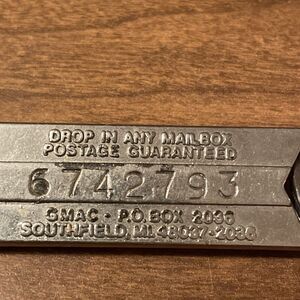 DROP IN ANY MAILBOX
POSTAGE GUARANTEED
6742793
GMAC - P.O. BOX 2036
SOUTHFIELD, MI. 48037-2036